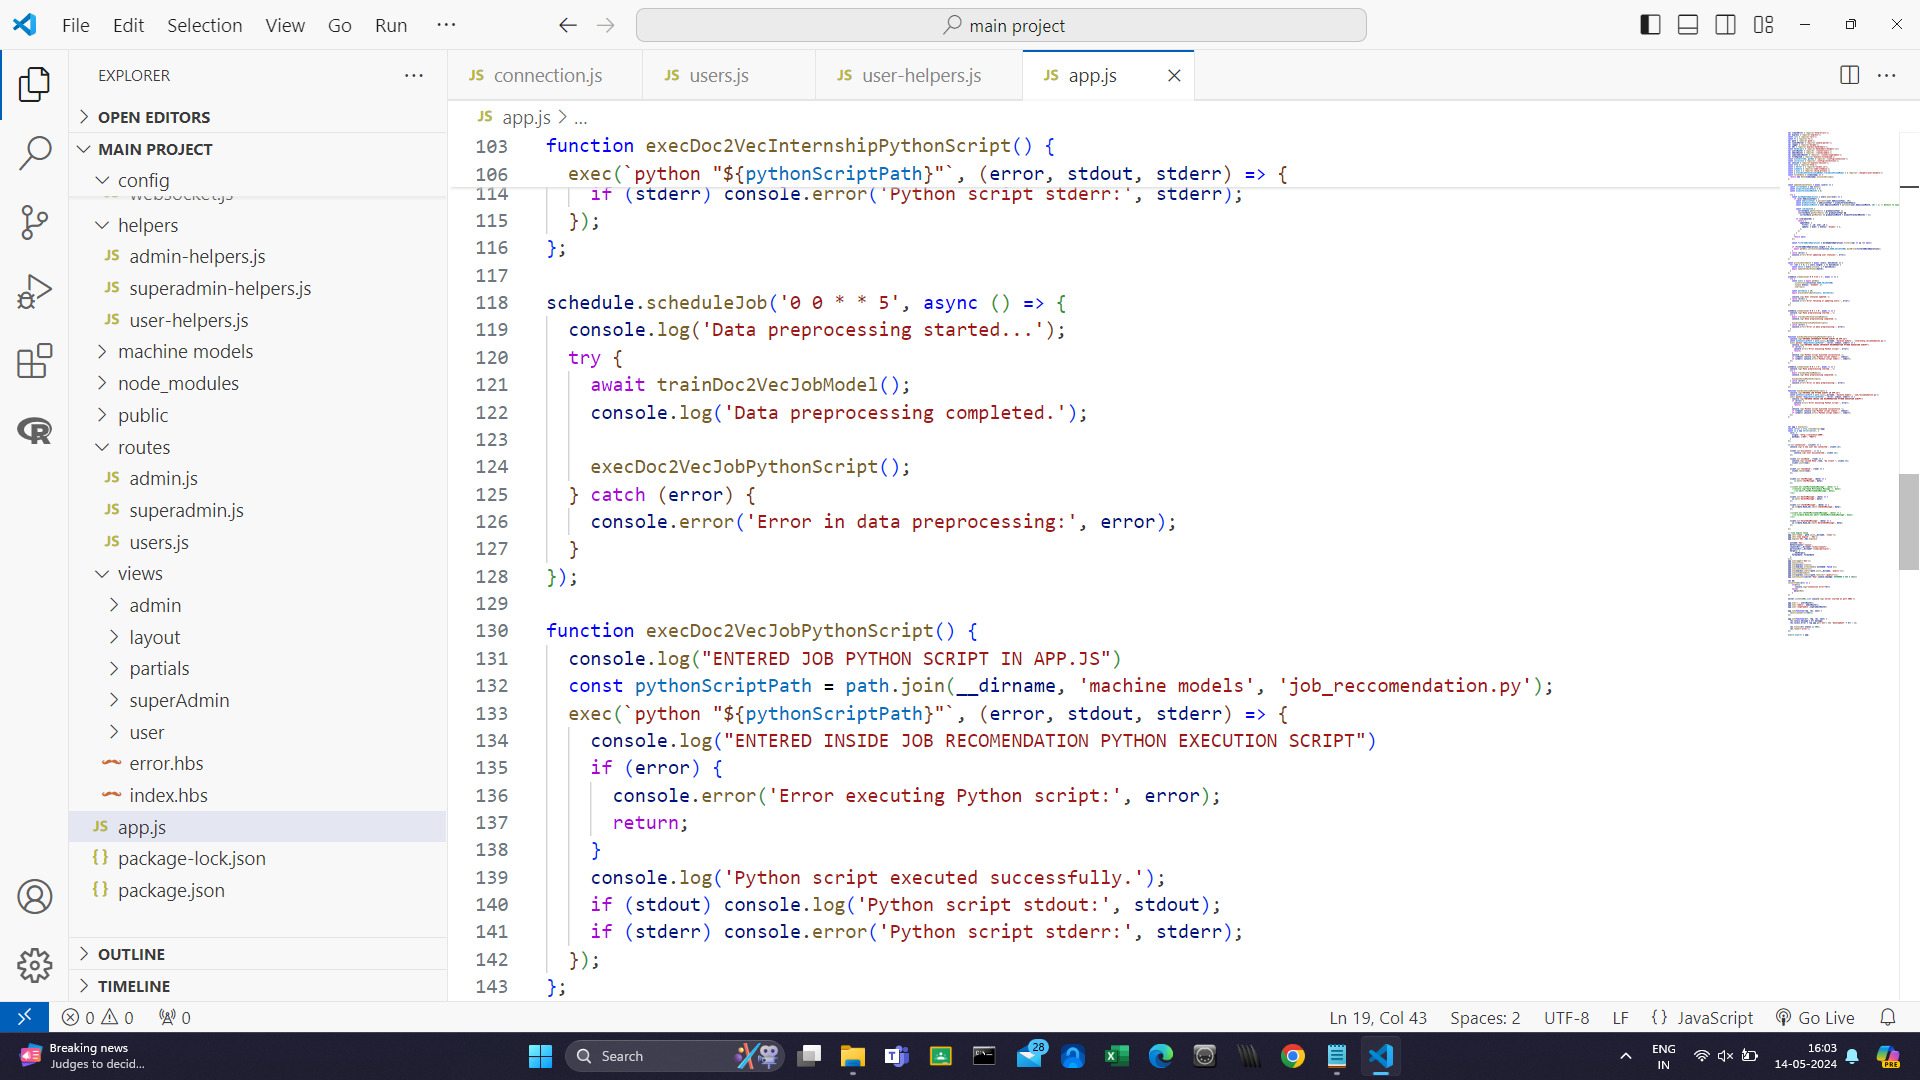 File Edit Selection View Go Run ···
main project
EXPLORER ···
OPEN EDITORS
MAIN PROJECT
config
websocket.js
helpers
JS admin-helpers.js
JS superadmin-helpers.js
JS user-helpers.js
machine models
node_modules
public
routes
JS admin.js
JS superadmin.js
JS users.js
views
admin
layout
partials
superAdmin
user
error.hbs
index.hbs
JS app.js
{} package-lock.json
{} package.json
OUTLINE
TIMELINE
JS connection.js JS users.js JS user-helpers.js JS app.js
JS app.js > ...
103 function execDoc2VecInternshipPythonScript() {
106 exec(`python "${pythonScriptPath}"`, (error, stdout, stderr) => {
114 if (stderr) console.error('Python script stderr:', stderr);
115 });
116 };
117
118 schedule.scheduleJob('0 0 * * 5', async () => {
119 console.log('Data preprocessing started...');
120 try {
121 await trainDoc2VecJobModel();
122 console.log('Data preprocessing completed.');
123
124 execDoc2VecJobPythonScript();
125 } catch (error) {
126 console.error('Error in data preprocessing:', error);
127 }
128 });
129
130 function execDoc2VecJobPythonScript() {
131 console.log("ENTERED JOB PYTHON SCRIPT IN APP.JS")
132 const pythonScriptPath = path.join(__dirname, 'machine models', 'job_reccomendation.py');
133 exec(`python "${pythonScriptPath}"`, (error, stdout, stderr) => {
134 console.log("ENTERED INSIDE JOB RECOMENDATION PYTHON EXECUTION SCRIPT")
135 if (error) {
136 console.error('Error executing Python script:', error);
137 return;
138 }
139 console.log('Python script executed successfully.');
140 if (stdout) console.log('Python script stdout:', stdout);
141 if (stderr) console.error('Python script stderr:', stderr);
142 });
143 };
0 0 0 Ln 19, Col 43 Spaces: 2 UTF-8 LF {} JavaScript Go Live
Breaking news
Judges to decid...
Search
28
ENG
IN
16:03
14-05-2024
PRE